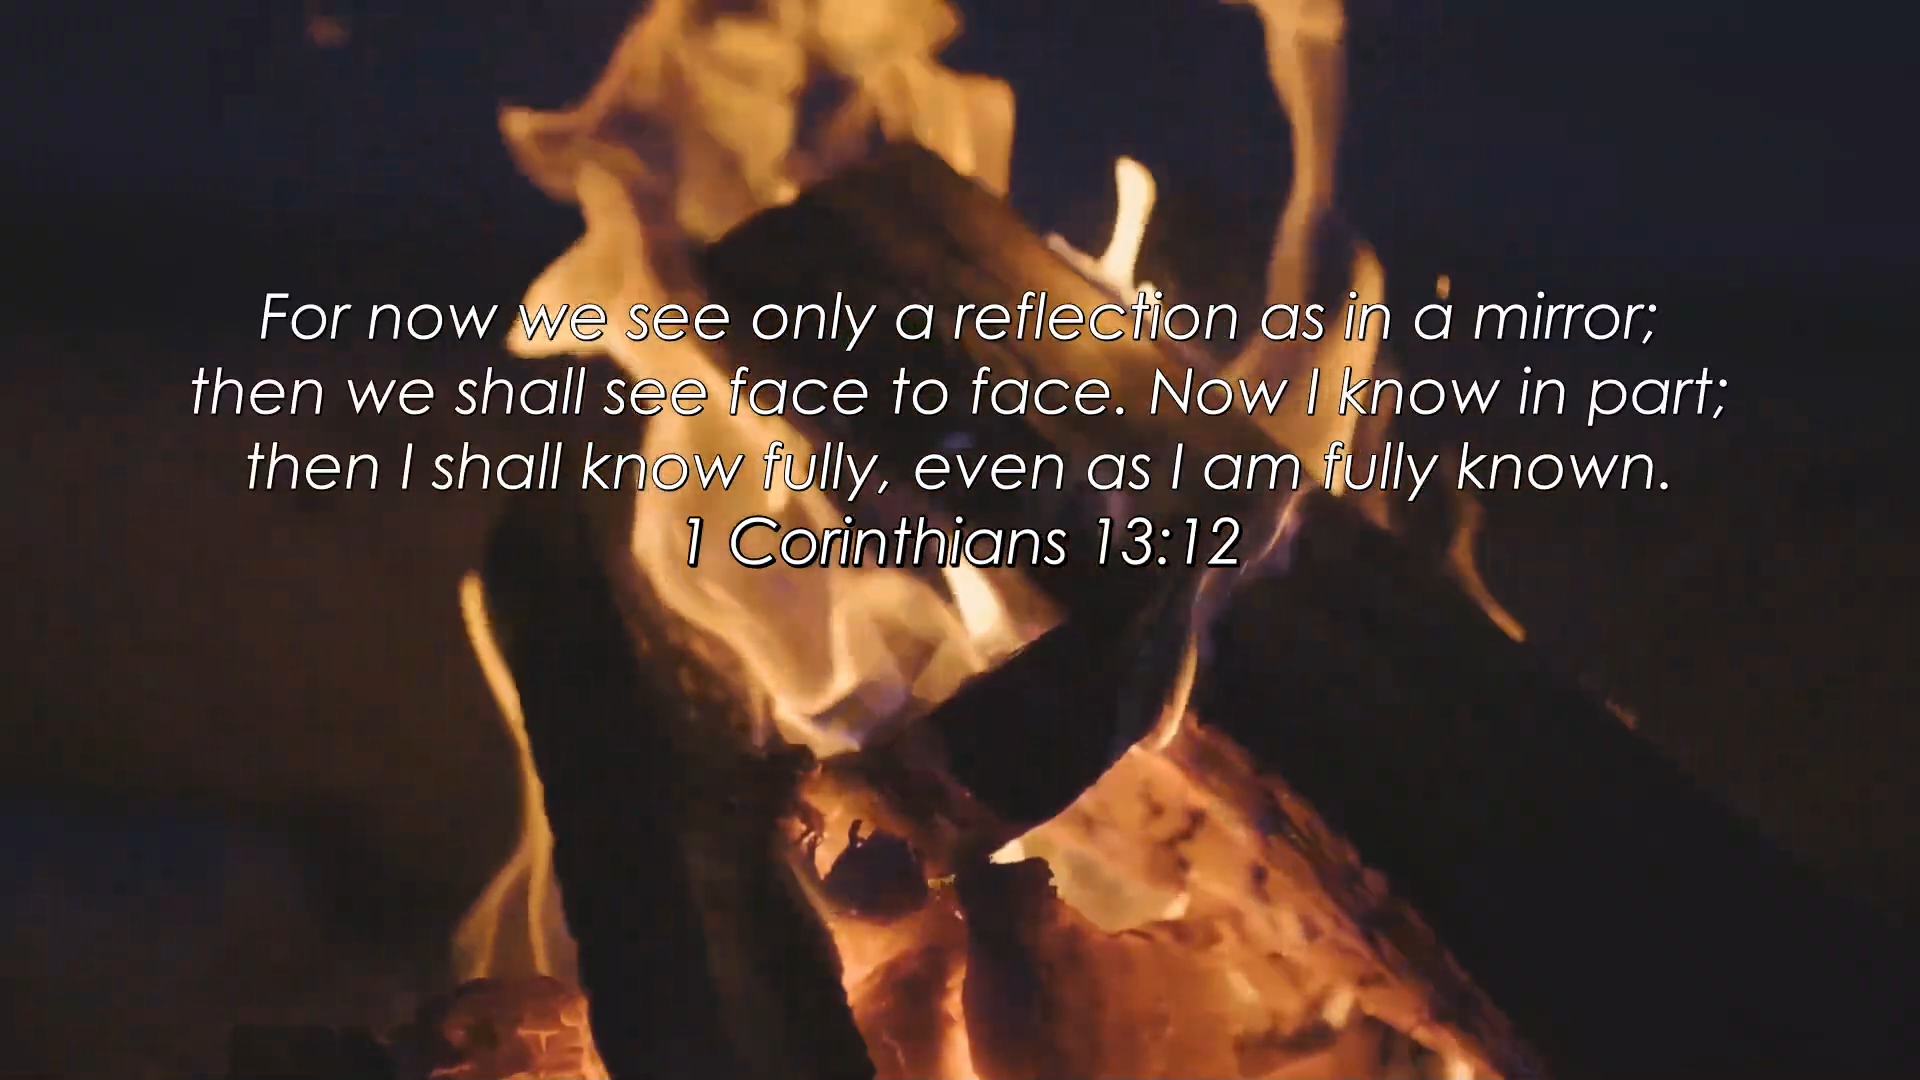 For now we see only a reflection as in a mirror;
then we shall see face to face. Now I know in part;
then I shall know fully, even as I am fully known.
1 Corinthians 13:12